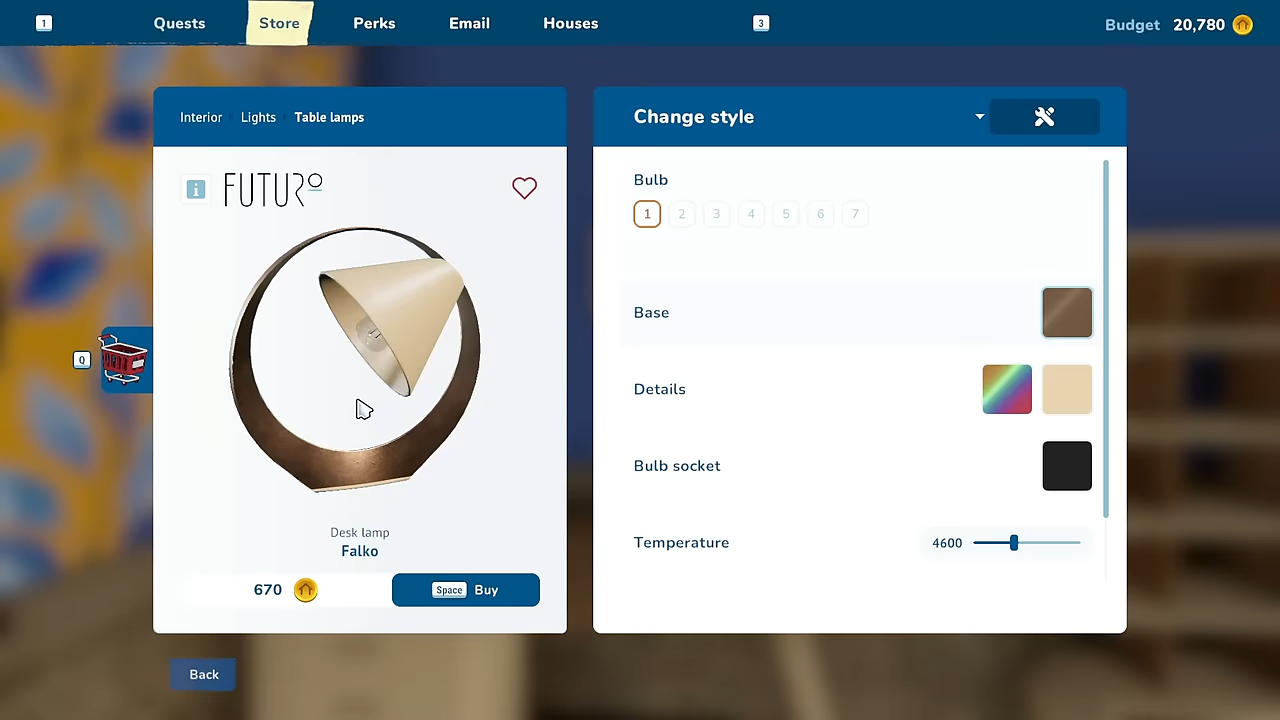 1 Quests Store Perks Email Houses 3 Budget 20,780
Interior Lights Table lamps
i FUTURO
Q
Desk lamp
Falko
670 Space Buy
Back
Change style
Bulb
1 2 3 4 5 6 7
Base
Details
Bulb socket
Temperature 4600